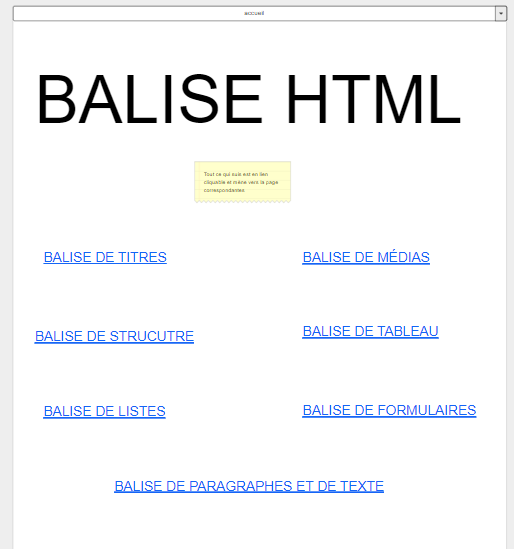 accueil
BALISE HTML
Tout ce qui suis est en lien
cliquable et mène vers la page
correspondantes
BALISE DE TITRES
BALISE DE MÉDIAS
BALISE DE STRUCUTRE
BALISE DE TABLEAU
BALISE DE LISTES
BALISE DE FORMULAIRES
BALISE DE PARAGRAPHES ET DE TEXTE